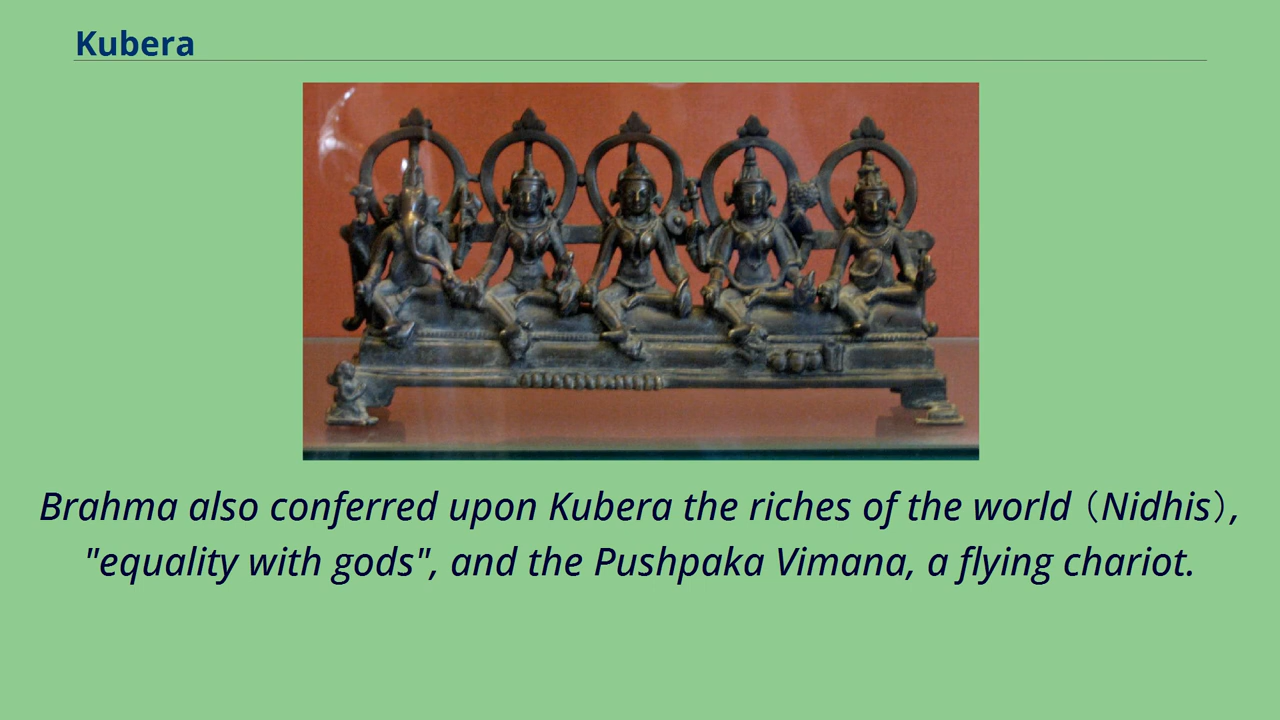 Kubera
Brahma also conferred upon Kubera the riches of the world（Nidhis）,
"equality with gods", and the Pushpaka Vimana, a flying chariot.